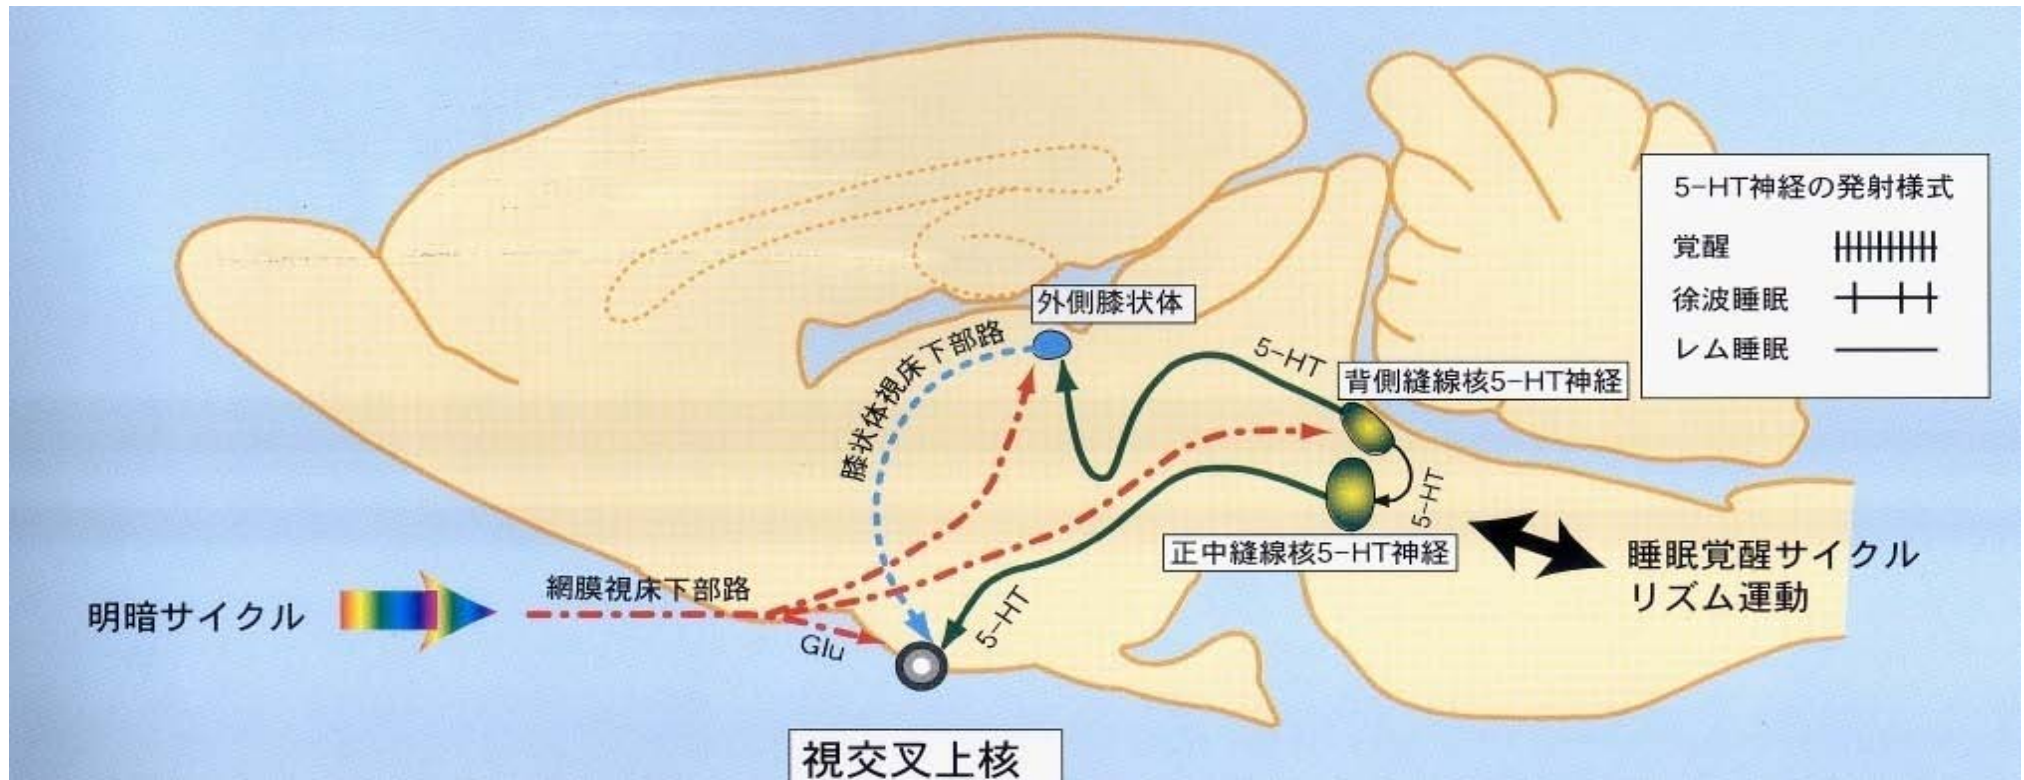 5-HT神経の発射様式
覚醒
徐波睡眠
レム睡眠
外側膝状体
膝状体視床下部路
5-HT
背側縫線核5-HT神経
5-HT
正中縫線核5-HT神経
睡眠覚醒サイクル
リズム運動
明暗サイクル
網膜視床下部路
Glu
5-HT
視交叉上核